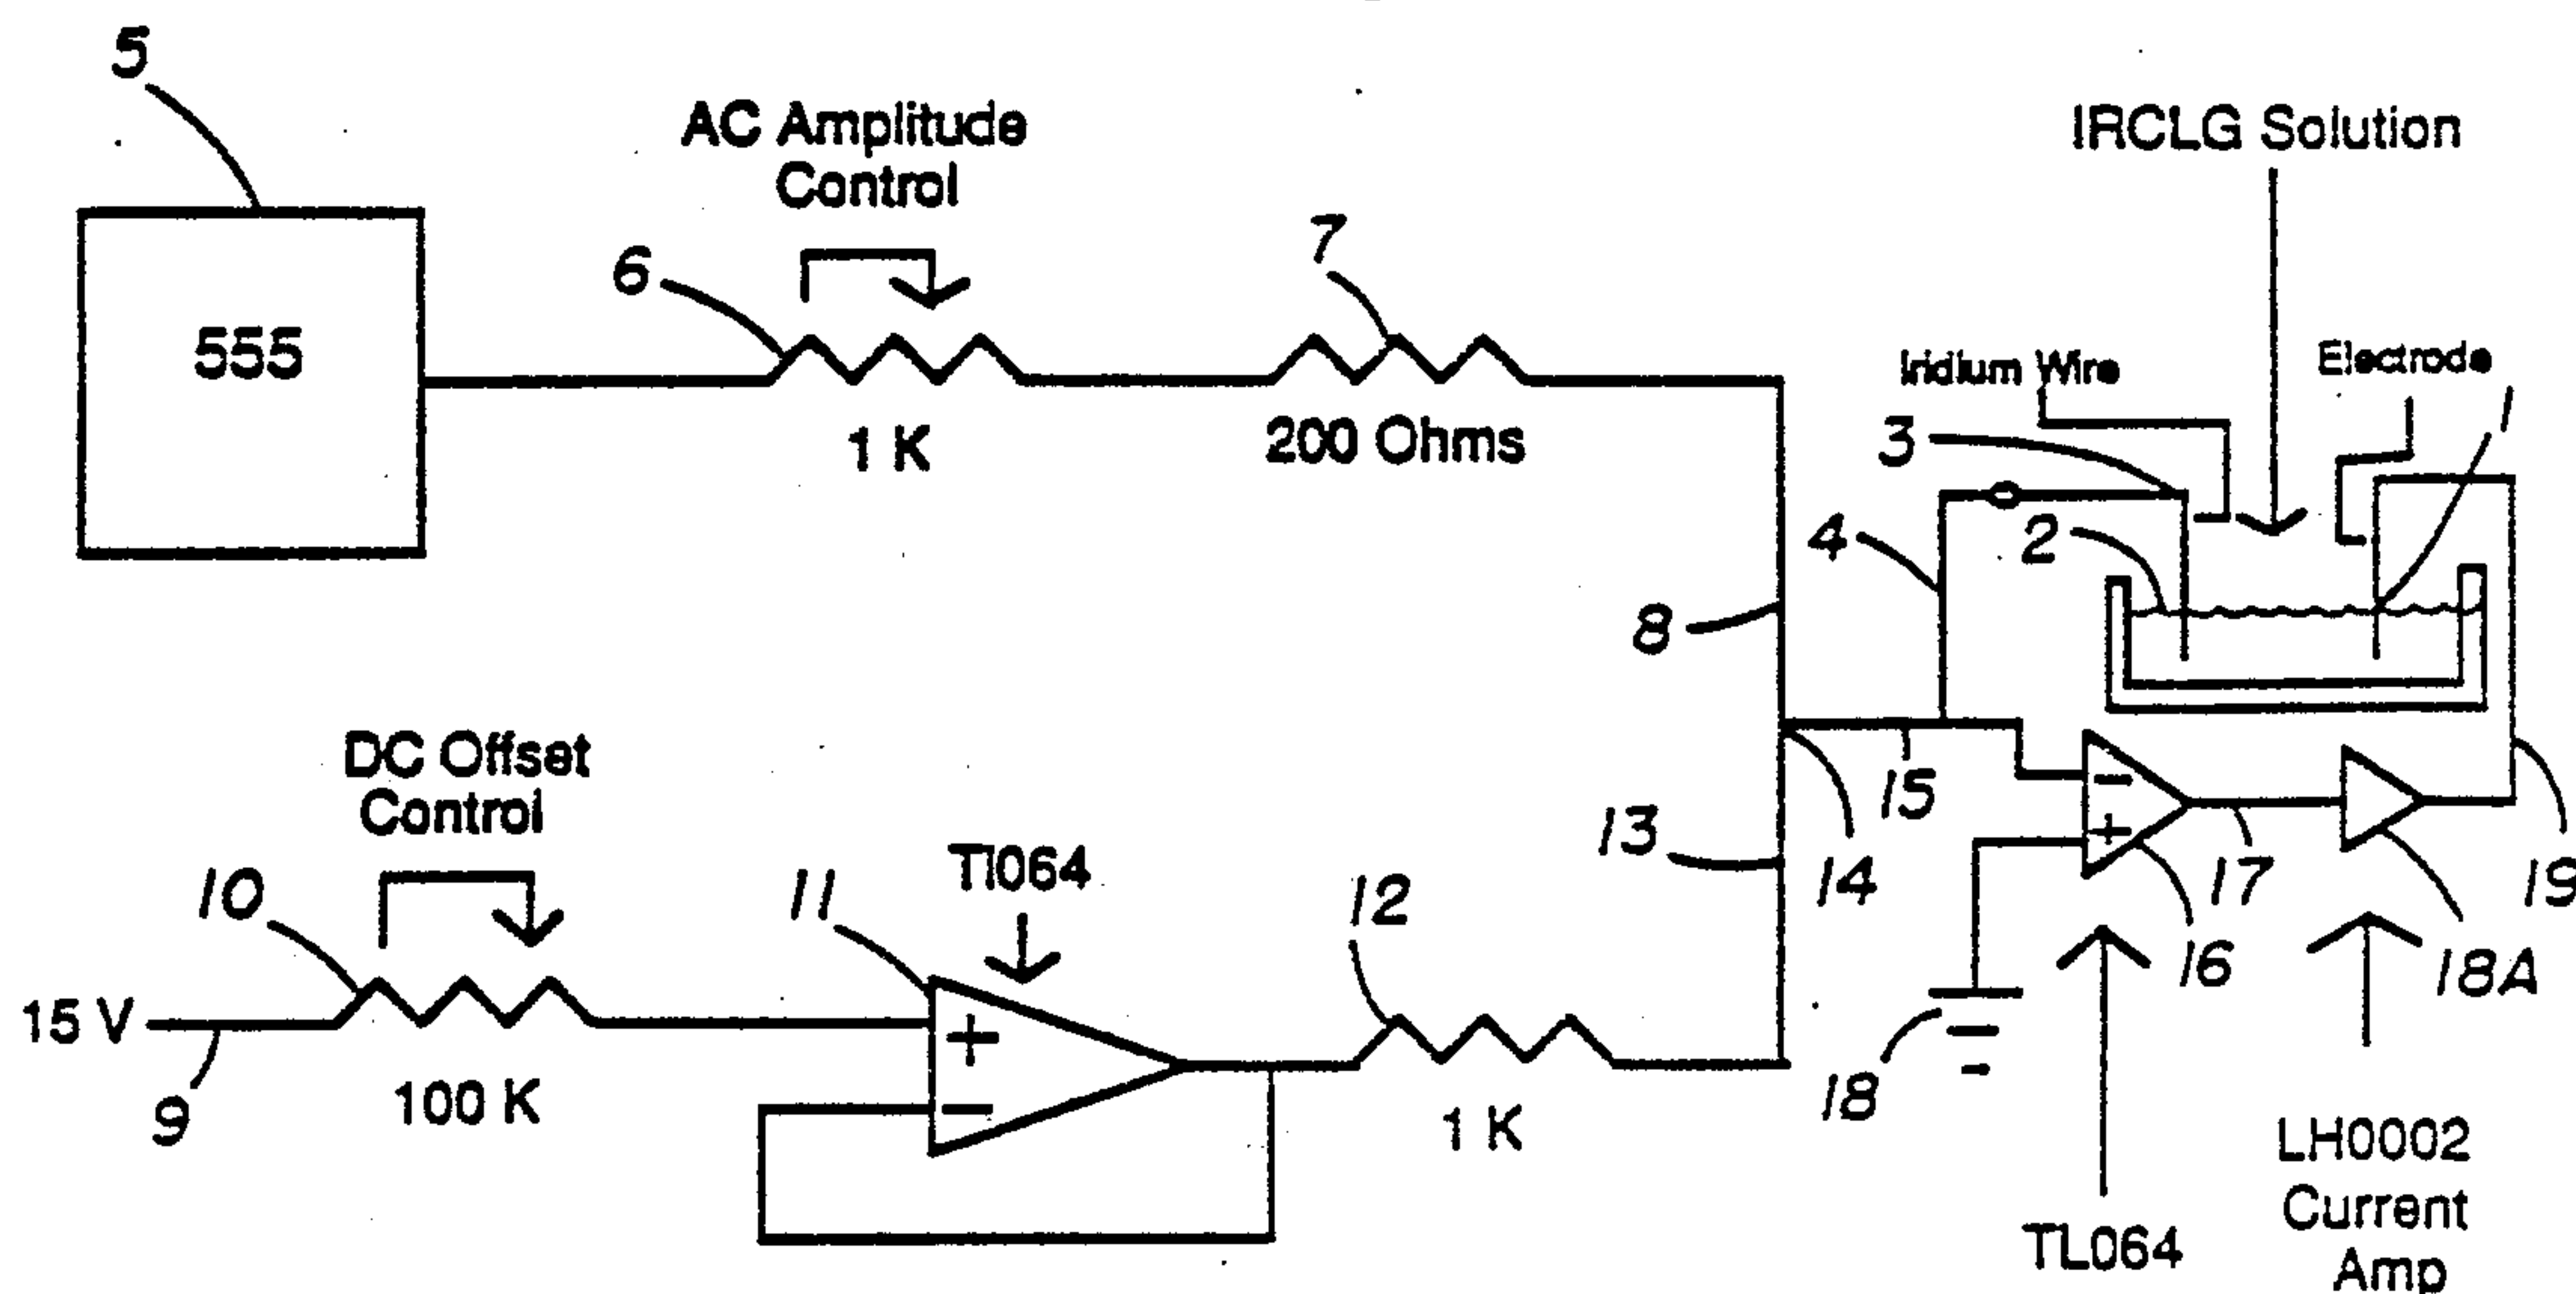 5
AC Amplitude
Control
IRCLG Solution
6
7
555
Iridium Wire
Electrode
1
3
1 K
200 Ohms
4
2
8
DC Offset
Control
15
13
14
17
19
10
11
TI064
12
16
18A
15 V
9
100 K
18
1 K
LH0002
Current
Amp
TL064